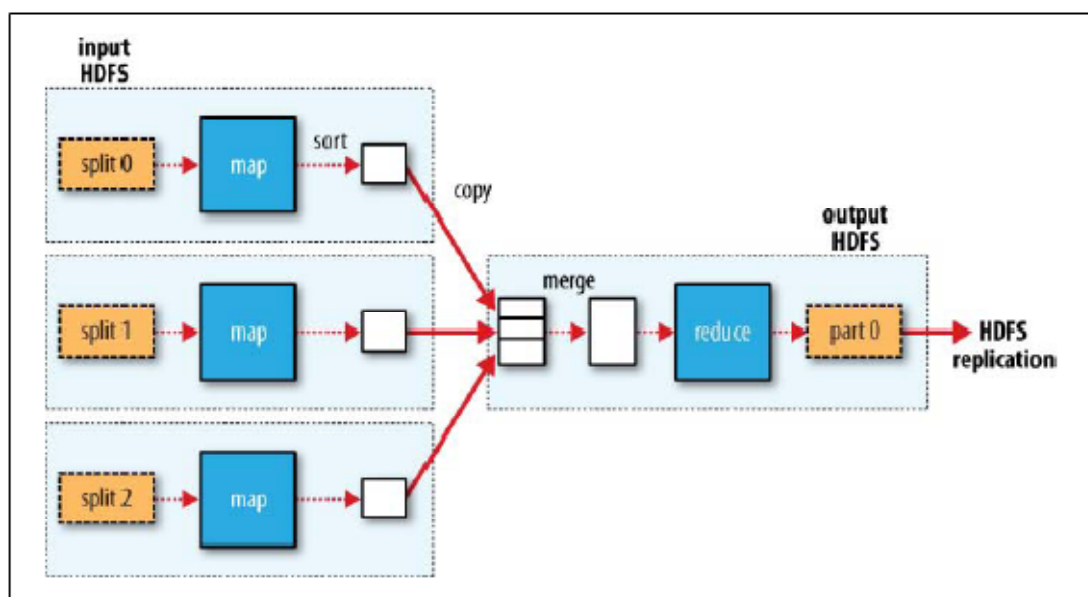 input
HDFS
split 0
map
sort
copy
split 1
map
split 2
map
merge
reduce
output
HDFS
part 0
HDFS
replication